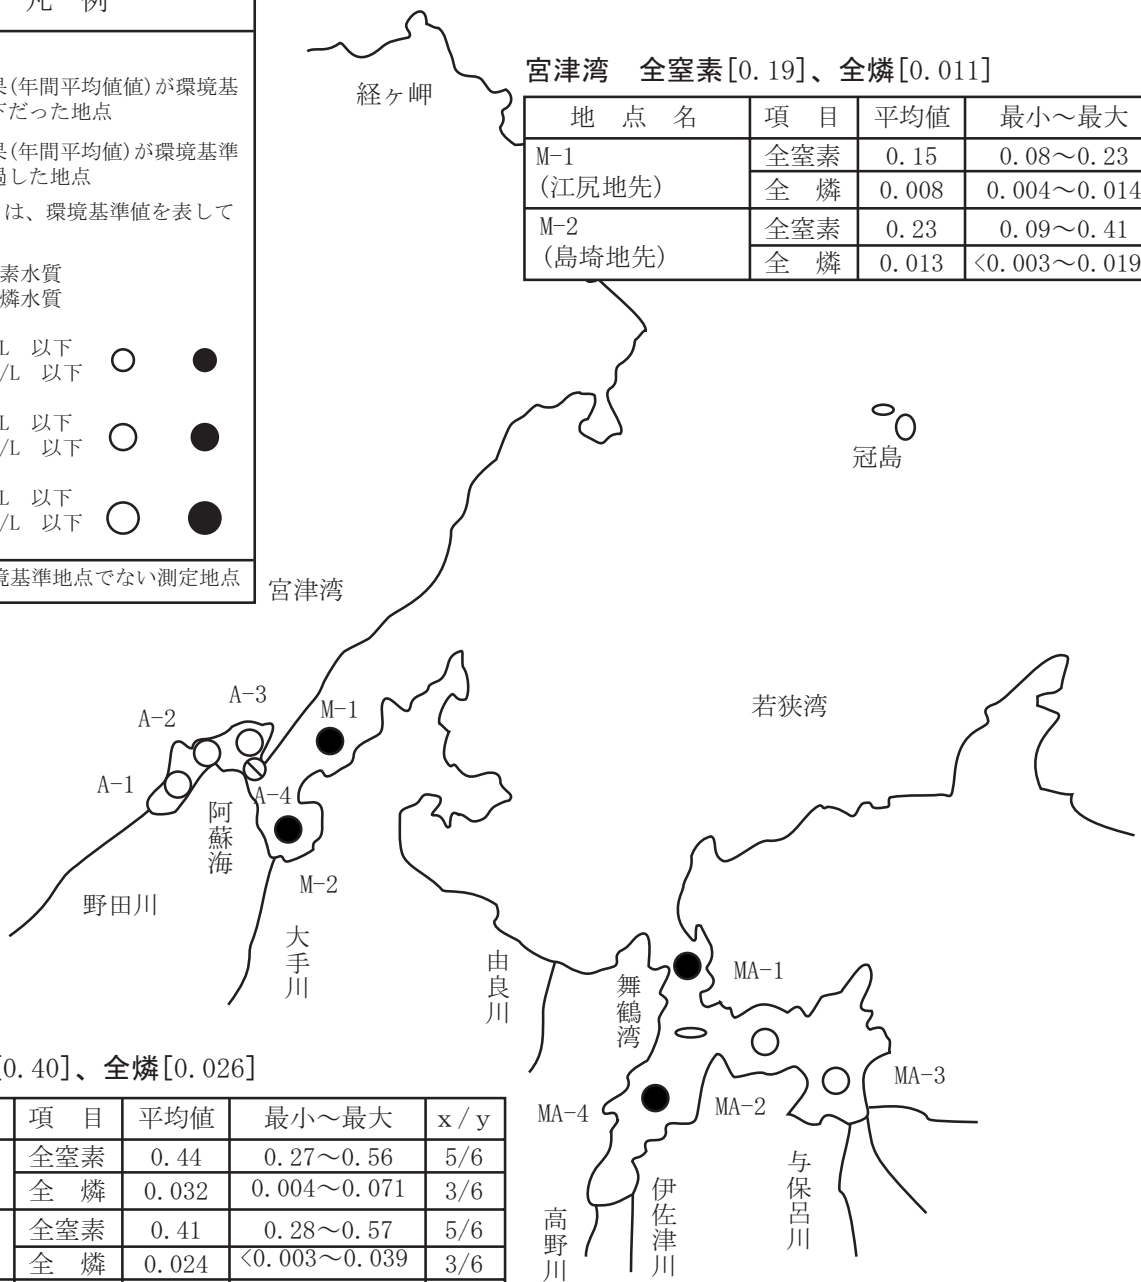 凡 例
果(年間平均値値)が環境基
下だった地点
果(年間平均値)が環境基準
過した地点
は、環境基準値を表して
素水質
燐水質
L 以下
/L 以下
L 以下
/L 以下
L 以下
/L 以下
境基準地点でない測定地点
経ヶ岬
宮津湾 全窒素[0.19]、全燐[0.011]
地 点 名 項 目 平均値 最小～最大
M-1 全窒素 0.15 0.08～0.23
(江尻地先) 全 燐 0.008 0.004～0.014
M-2 全窒素 0.23 0.09～0.41
(島埼地先) 全 燐 0.013 <0.003～0.019
冠島
宮津湾
若狭湾
A-3
M-1
A-2
A-1
A-4
阿蘇海
M-2
野田川
大手川
由良川
舞鶴湾
MA-1
MA-3
MA-2
MA-4
与保呂川
伊佐津川
高野川
[0.40]、全燐[0.026]
項 目 平均値 最小～最大 x/y
全窒素 0.44 0.27～0.56 5/6
全 燐 0.032 0.004～0.071 3/6
全窒素 0.41 0.28～0.57 5/6
全 燐 0.024 <0.003～0.039 3/6